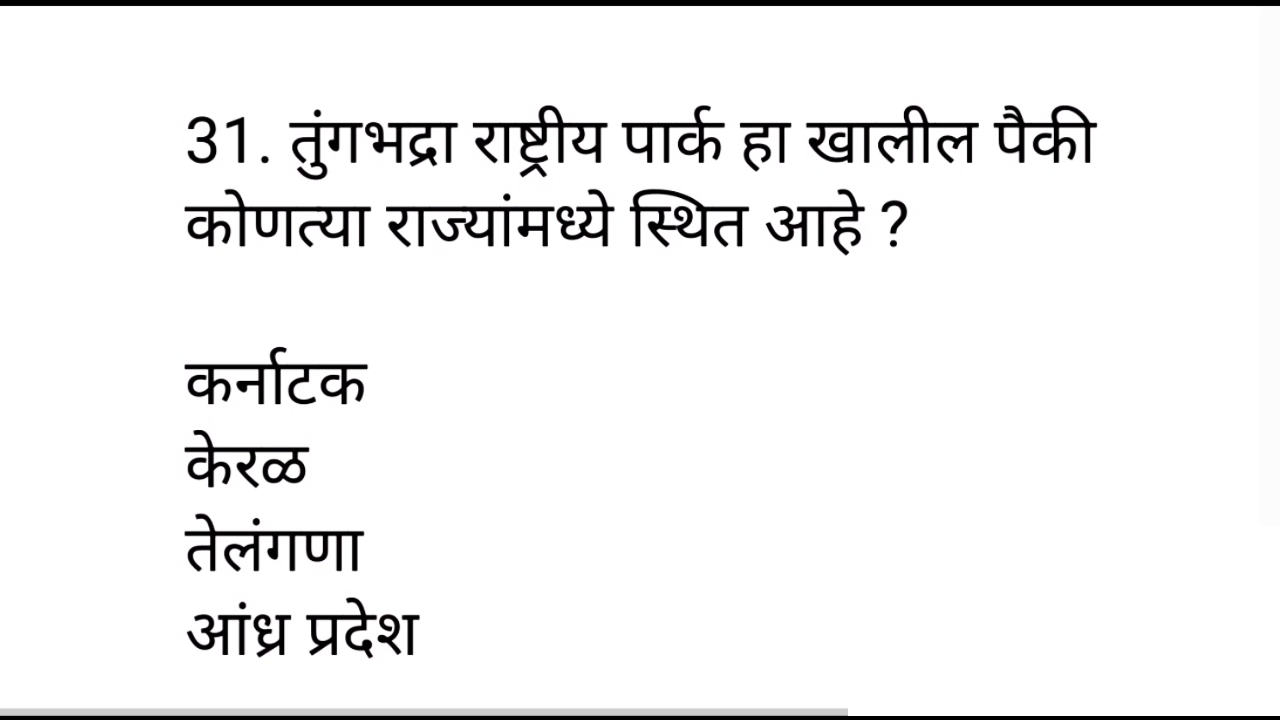 31. तुंगभद्रा राष्ट्रीय पार्क हा खालील पैकी
कोणत्या राज्यांमध्ये स्थित आहे ?
कर्नाटक
केरळ
तेलंगणा
आंध्र प्रदेश